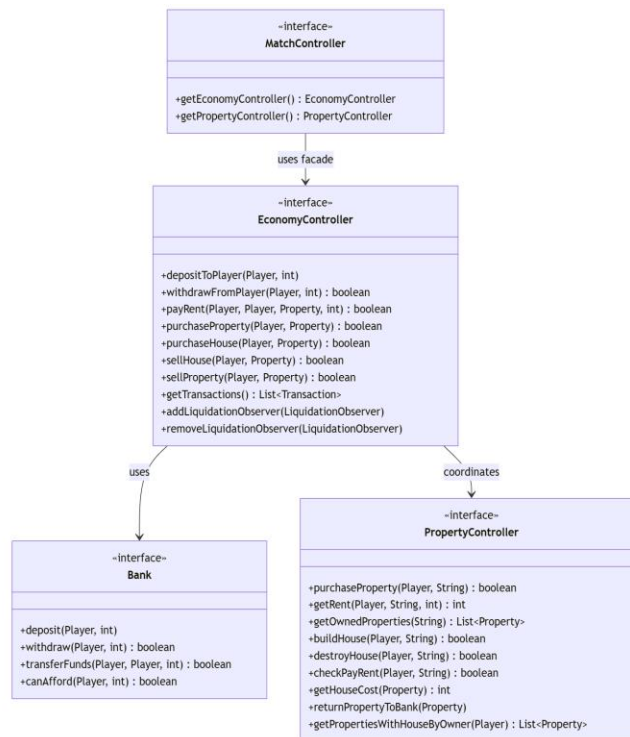 «interface»
MatchController
+getEconomyController() : EconomyController
+getPropertyController() : PropertyController
uses facade
«interface»
EconomyController
+depositToPlayer(Player, int)
+withdrawFromPlayer(Player, int) : boolean
+payRent(Player, Player, Property, int) : boolean
+purchaseProperty(Player, Property) : boolean
+purchaseHouse(Player, Property) : boolean
+sellHouse(Player, Property) : boolean
+sellProperty(Player, Property) : boolean
+getTransactions() : List<Transaction>
+addLiquidationObserver(LiquidationObserver)
+removeLiquidationObserver(LiquidationObserver)
uses
coordinates
«interface»
Bank
+deposit(Player, int)
+withdraw(Player, int) : boolean
+transferFunds(Player, Player, int) : boolean
+canAfford(Player, int) : boolean
«interface»
PropertyController
+purchaseProperty(Player, String) : boolean
+getRent(Player, String, int) : int
+getOwnedProperties(String) : List<Property>
+buildHouse(Player, String) : boolean
+destroyHouse(Player, String) : boolean
+checkPayRent(Player, String) : boolean
+getHouseCost(Property) : int
+returnPropertyToBank(Property)
+getPropertiesWithHouseByOwner(Player) : List<Property>